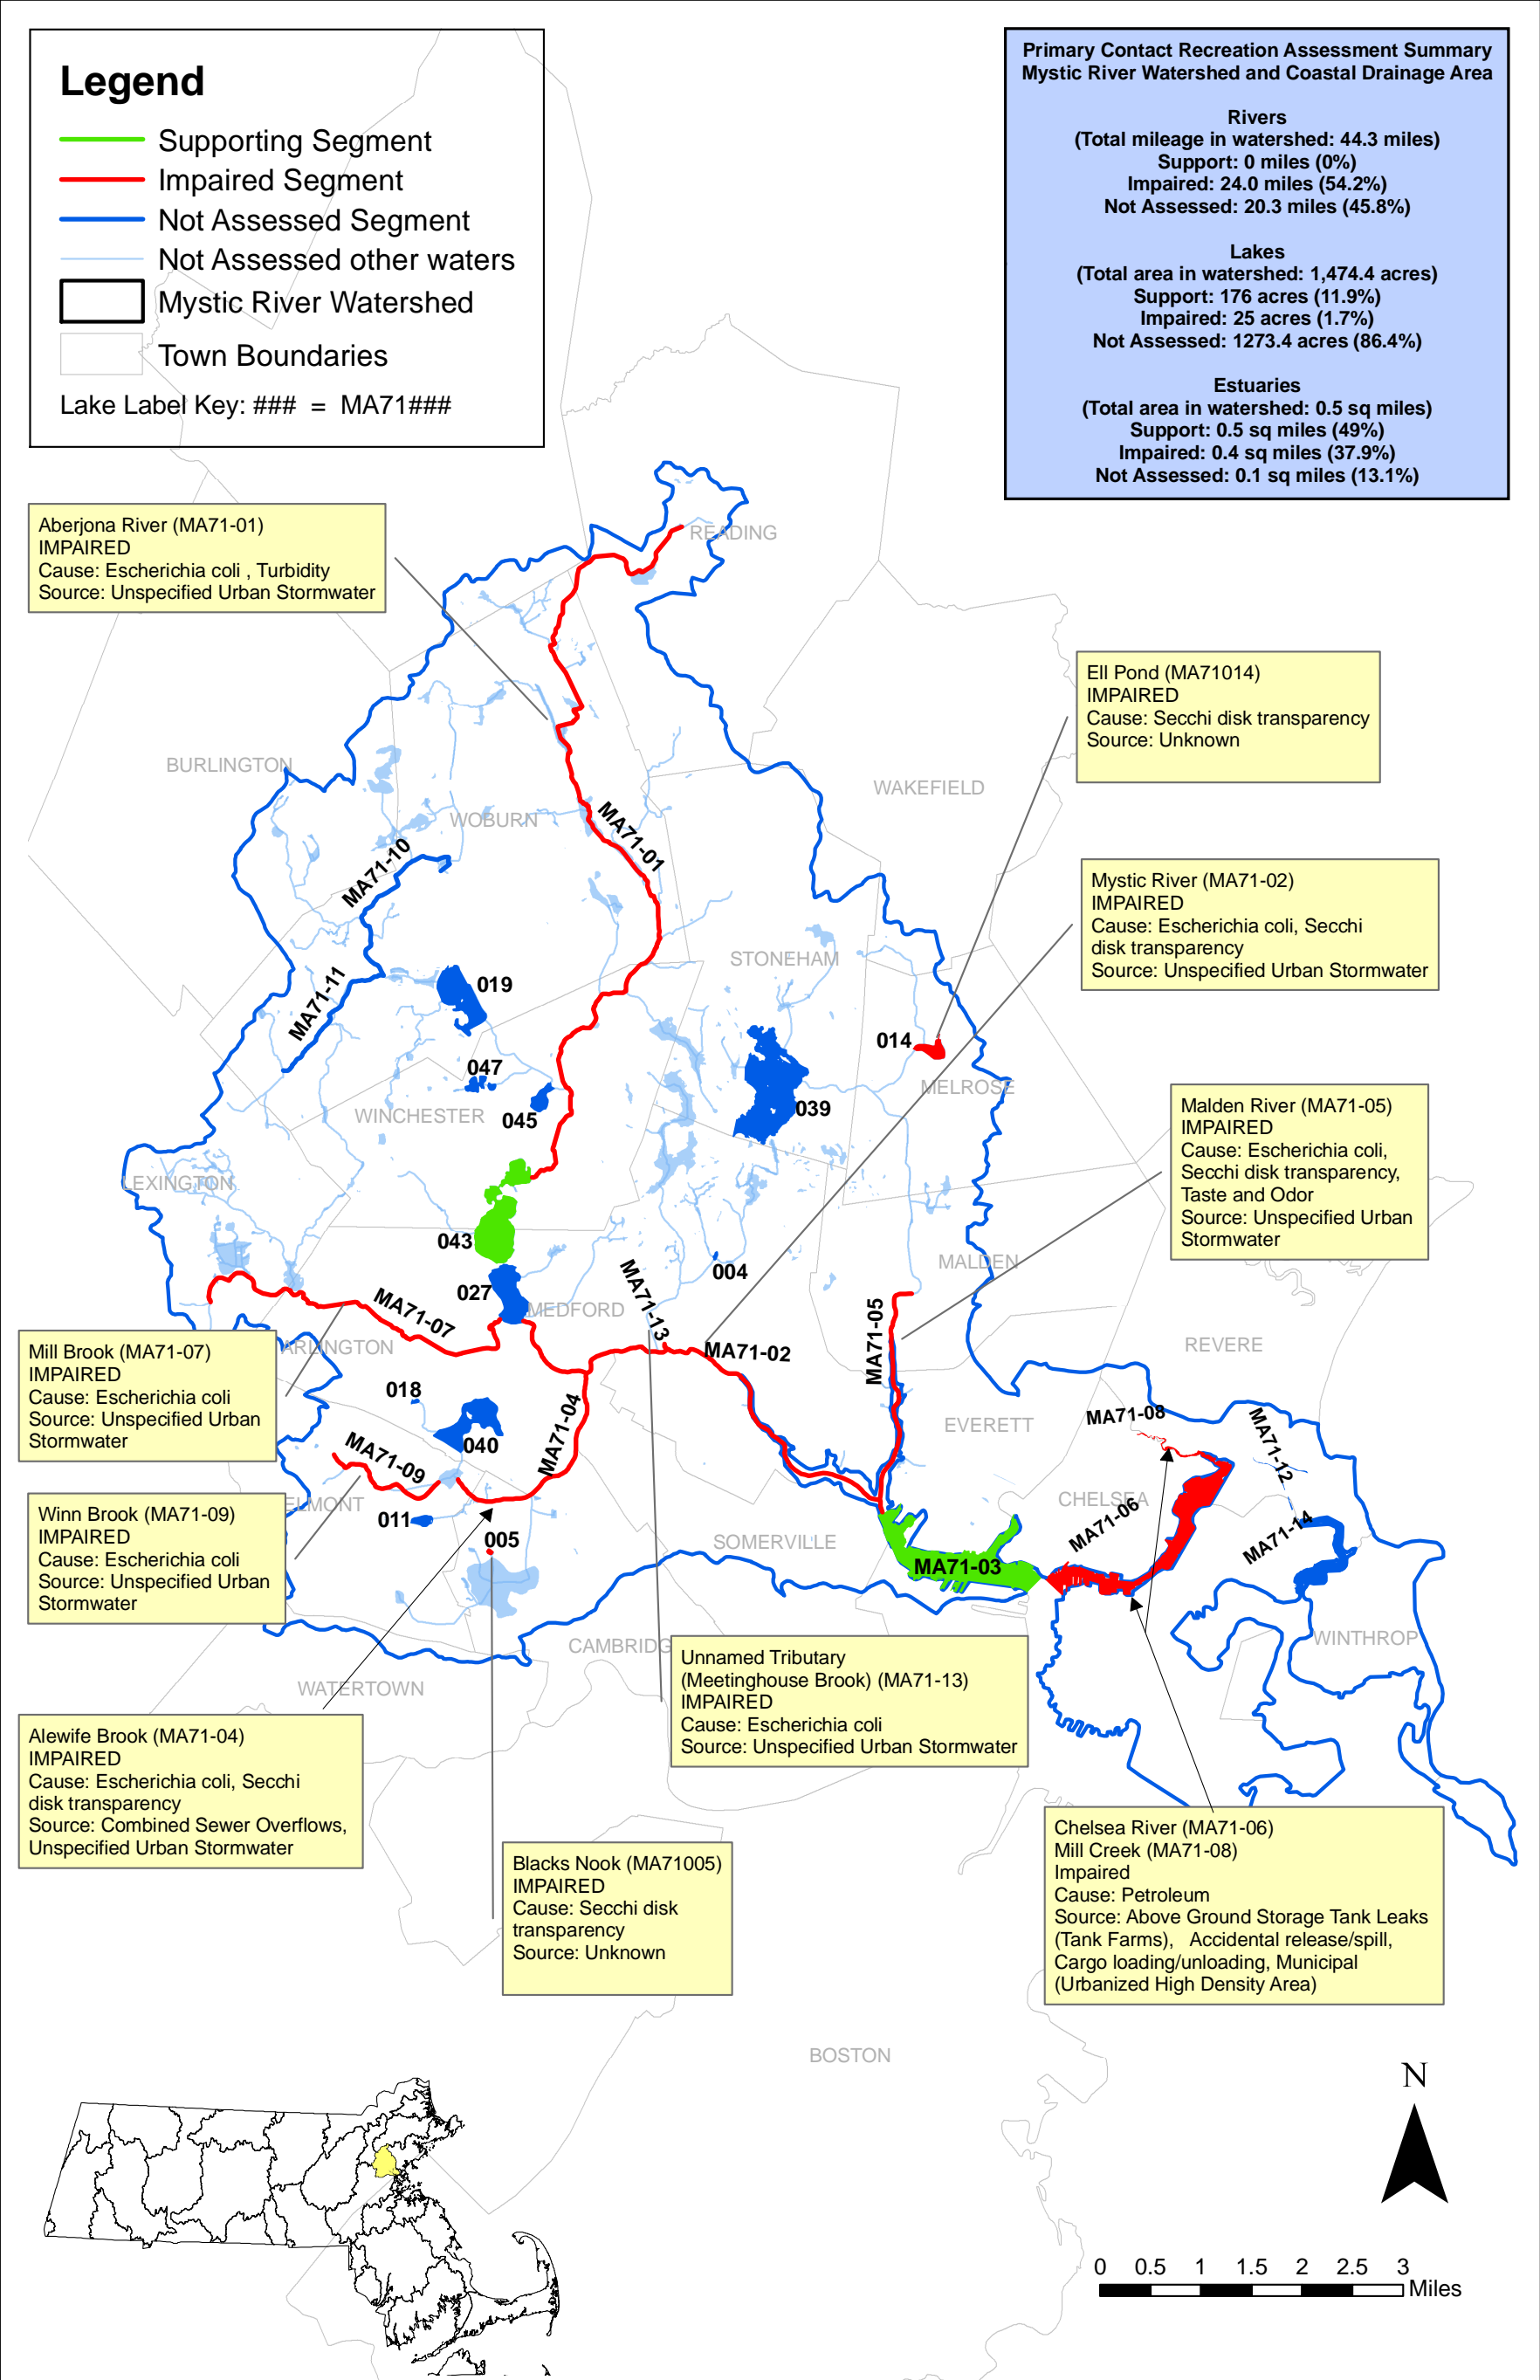 Legend
Supporting Segment
Impaired Segment
Not Assessed Segment
Not Assessed other waters
Mystic River Watershed
Town Boundaries
Lake Label Key: ### = MA71###
Primary Contact Recreation Assessment Summary
Mystic River Watershed and Coastal Drainage Area
Rivers
(Total mileage in watershed: 44.3 miles)
Support: 0 miles (0%)
Impaired: 24.0 miles (54.2%)
Not Assessed: 20.3 miles (45.8%)
Lakes
(Total area in watershed: 1,474.4 acres)
Support: 176 acres (11.9%)
Impaired: 25 acres (1.7%)
Not Assessed: 1273.4 acres (86.4%)
Estuaries
(Total area in watershed: 0.5 sq miles)
Support: 0.5 sq miles (49%)
Impaired: 0.4 sq miles (37.9%)
Not Assessed: 0.1 sq miles (13.1%)
Aberjona River (MA71-01)
IMPAIRED
Cause: Escherichia coli , Turbidity
Source: Unspecified Urban Stormwater
READING
Ell Pond (MA71014)
IMPAIRED
Cause: Secchi disk transparency
Source: Unknown
BURLINGTON
WAKEFIELD
WOBURN
MA71-01
MA71-10
Mystic River (MA71-02)
IMPAIRED
Cause: Escherichia coli, Secchi
disk transparency
Source: Unspecified Urban Stormwater
STONEHAM
019
MA71-11
014
047
MELROSE
039
WINCHESTER
045
Malden River (MA71-05)
IMPAIRED
Cause: Escherichia coli,
Secchi disk transparency,
Taste and Odor
Source: Unspecified Urban
Stormwater
LEXINGTON
043
MALDEN
004
027
MEDFORD
MA71-13
MA71-07
MA71-05
REVERE
ARLINGTON
MA71-02
Mill Brook (MA71-07)
IMPAIRED
Cause: Escherichia coli
Source: Unspecified Urban
Stormwater
018
040
MA71-04
MA71-09
EVERETT
MA71-08
MA71-12
CHELSEA
MA71-06
MA71-14
ELMONT
Winn Brook (MA71-09)
IMPAIRED
Cause: Escherichia coli
Source: Unspecified Urban
Stormwater
011
005
SOMERVILLE
MA71-03
WINTHROP
CAMBRIDG
WATERTOWN
Unnamed Tributary
(Meetinghouse Brook) (MA71-13)
IMPAIRED
Cause: Escherichia coli
Source: Unspecified Urban Stormwater
Alewife Brook (MA71-04)
IMPAIRED
Cause: Escherichia coli, Secchi
disk transparency
Source: Combined Sewer Overflows,
Unspecified Urban Stormwater
Blacks Nook (MA71005)
IMPAIRED
Cause: Secchi disk
transparency
Source: Unknown
Chelsea River (MA71-06)
Mill Creek (MA71-08)
Impaired
Cause: Petroleum
Source: Above Ground Storage Tank Leaks
(Tank Farms), Accidental release/spill,
Cargo loading/unloading, Municipal
(Urbanized High Density Area)
BOSTON
N
0 0.5 1 1.5 2 2.5 3
Miles